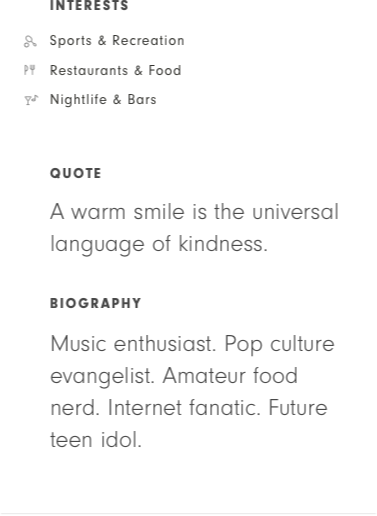 INTERESTS
Sports & Recreation
Restaurants & Food
Nightlife & Bars
QUOTE
A warm smile is the universal
language of kindness.
BIOGRAPHY
Music enthusiast. Pop culture
evangelist. Amateur food
nerd. Internet fanatic. Future
teen idol.